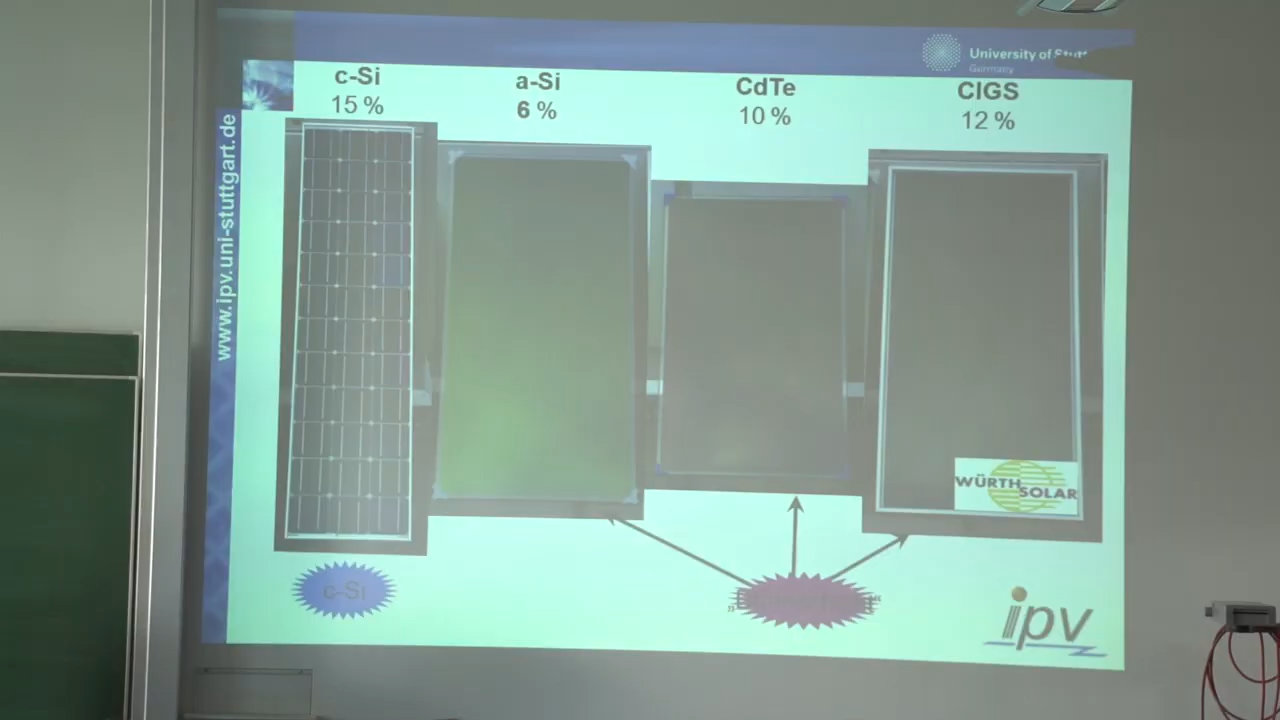 University of
Germany
www.ipv.uni-stuttgart.de
c-Si
15 %
a-Si
6 %
CdTe
10 %
CIGS
12 %
WÜRTH
SOLAR
c-Si
ipv